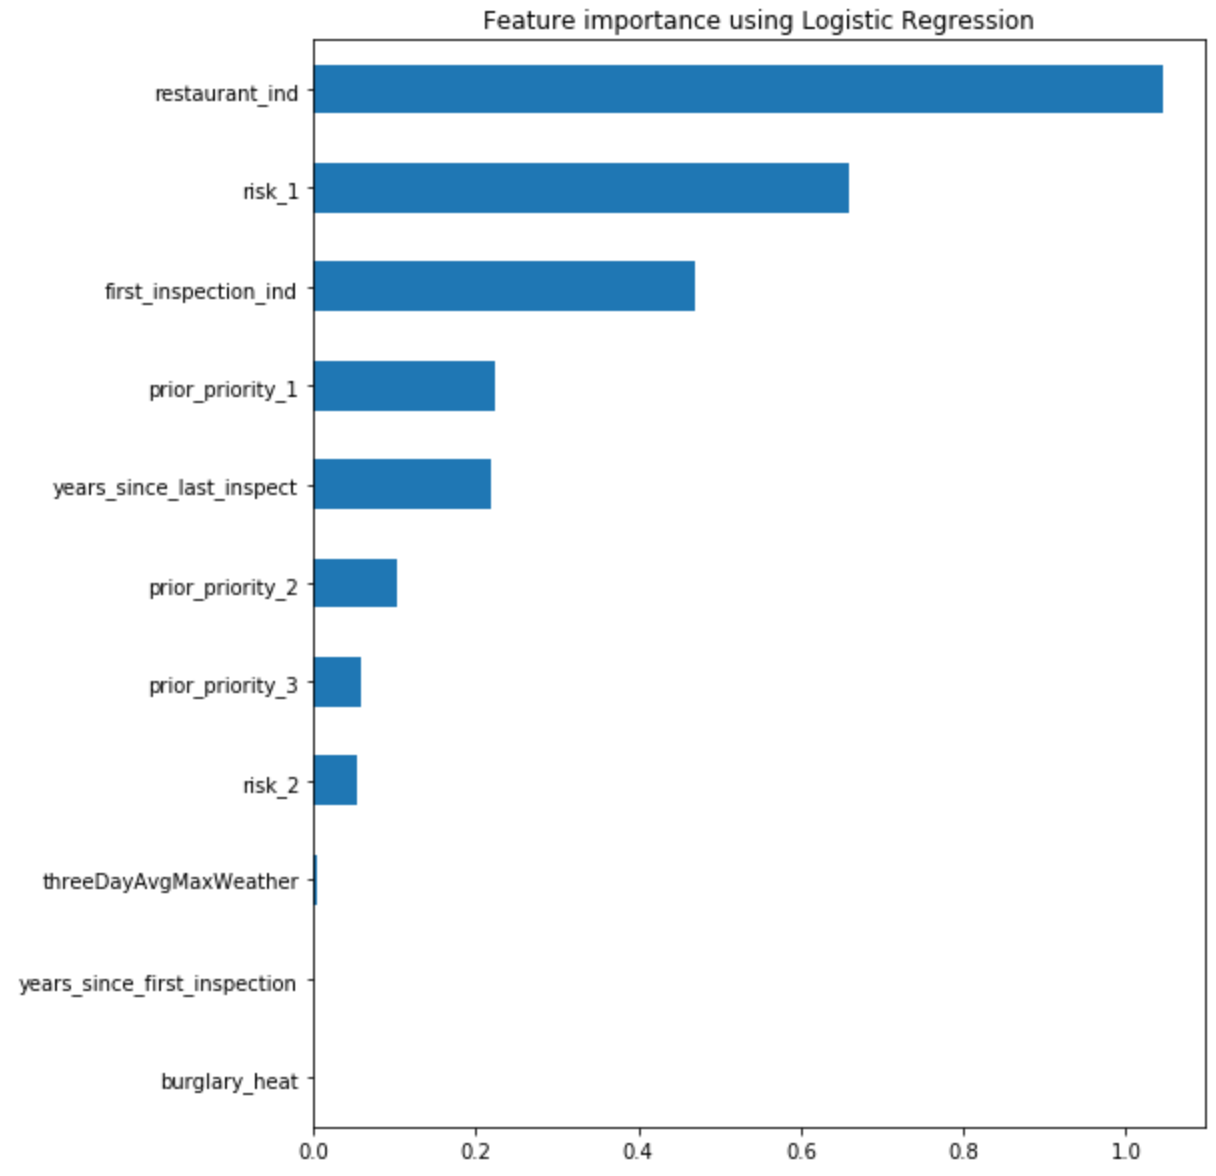 Feature importance using Logistic Regression
restaurant_ind
risk_1
first_inspection_ind
prior_priority_1
years_since_last_inspect
prior_priority_2
prior_priority_3
risk_2
threeDayAvgMaxWeather
years_since_first_inspection
burglary_heat
0.0 0.2 0.4 0.6 0.8 1.0